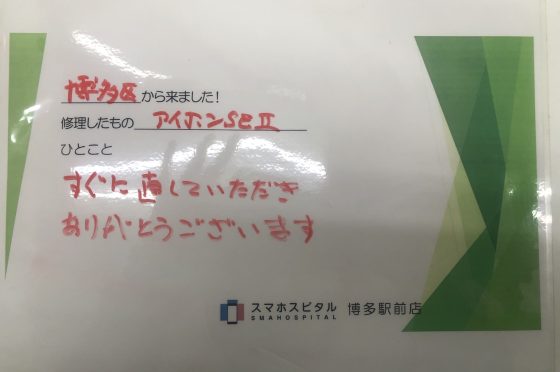 博多区から来ました！
修理したもの アイホンSEⅡ
ひとこと
すぐに直していただき
ありがとうございます
スマホスピタル 博多駅前店
SMAHOSPITAL